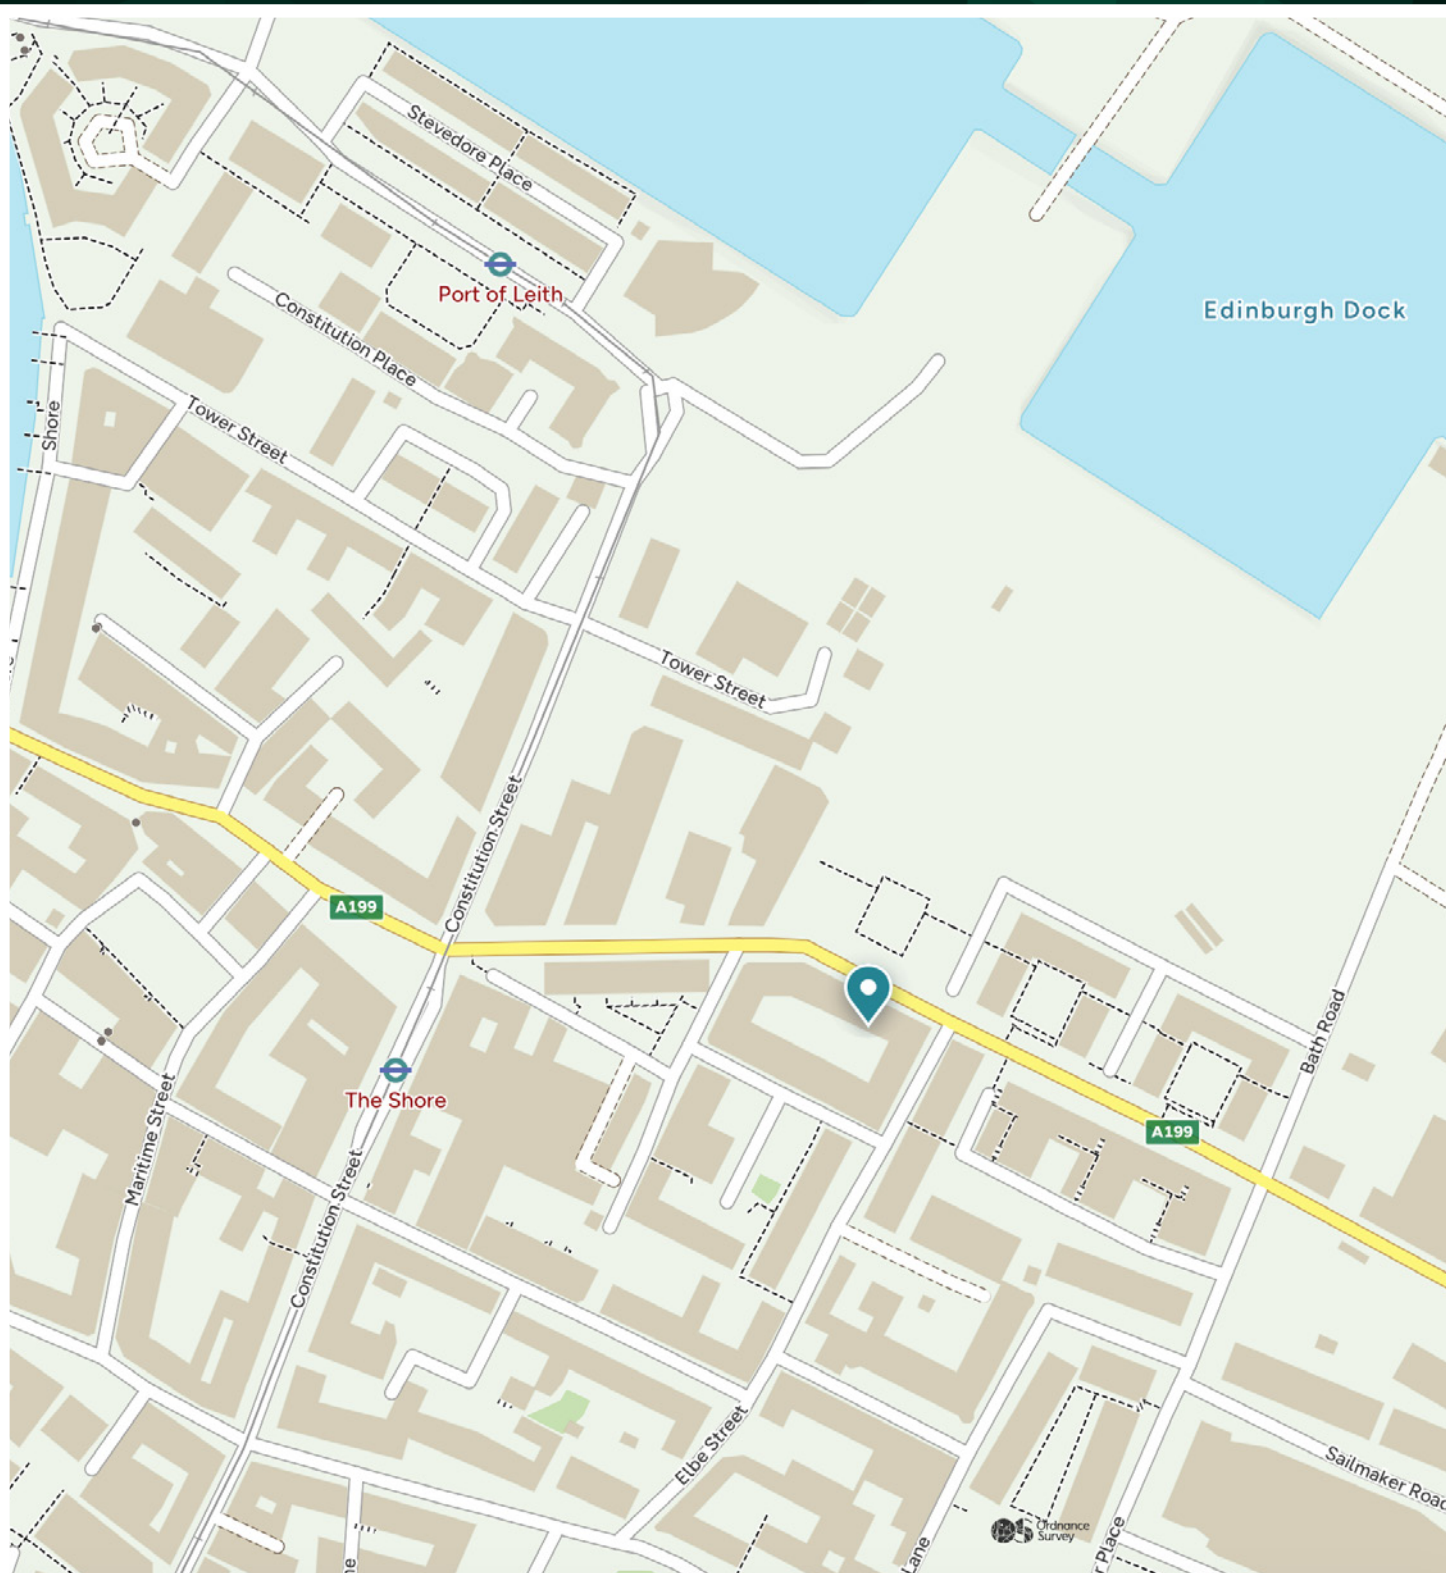 Stevedore Place
Port of Leith
Edinburgh Dock
Constitution Place
Shore
Tower Street
Tower Street
Constitution Street
A199
Bath Road
The Shore
A199
Maritime Street
Constitution Street
Elbe Street
Sailmaker Road
Ordnance
Survey
Lane
Place